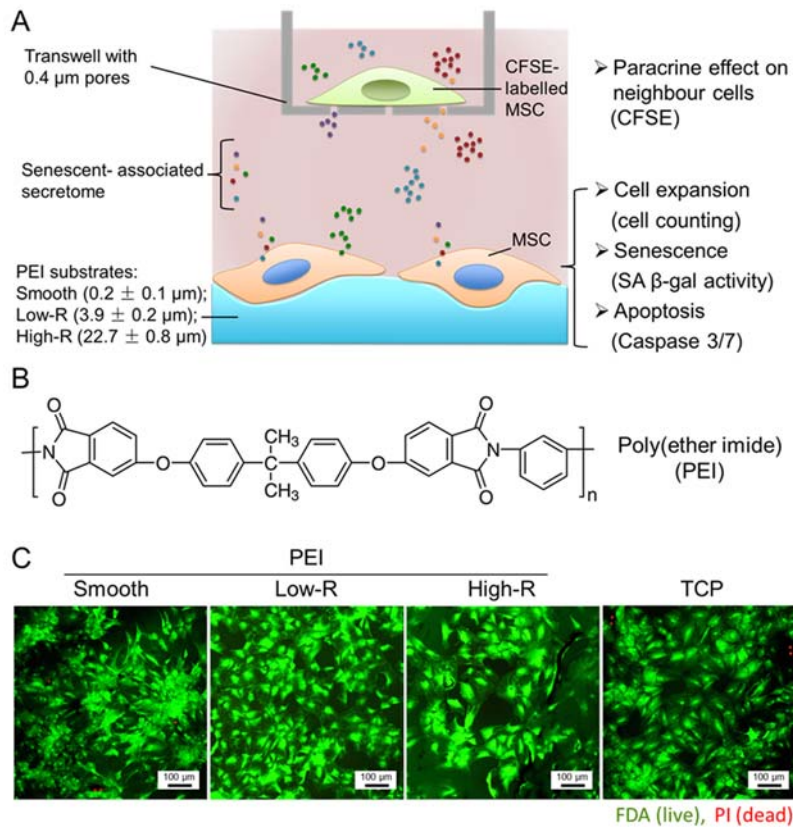 A
Transwell with
0.4 µm pores
CFSE-
labelled
MSC
➢ Paracrine effect on
neighbour cells
(CFSE)
Senescent- associated
secretome
➢ Cell expansion
(cell counting)
➢ Senescence
(SA β-gal activity)
➢ Apoptosis
(Caspase 3/7)
MSC
PEI substrates:
Smooth (0.2 ± 0.1 µm);
Low-R (3.9 ± 0.2 µm);
High-R (22.7 ± 0.8 µm)
B
O
O
N
O
CH₃
CH₃
O
O
N
O
n
Poly(ether imide)
(PEI)
C
PEI
Smooth
Low-R
High-R
TCP
100 µm
100 µm
100 µm
100 µm
FDA (live), PI (dead)